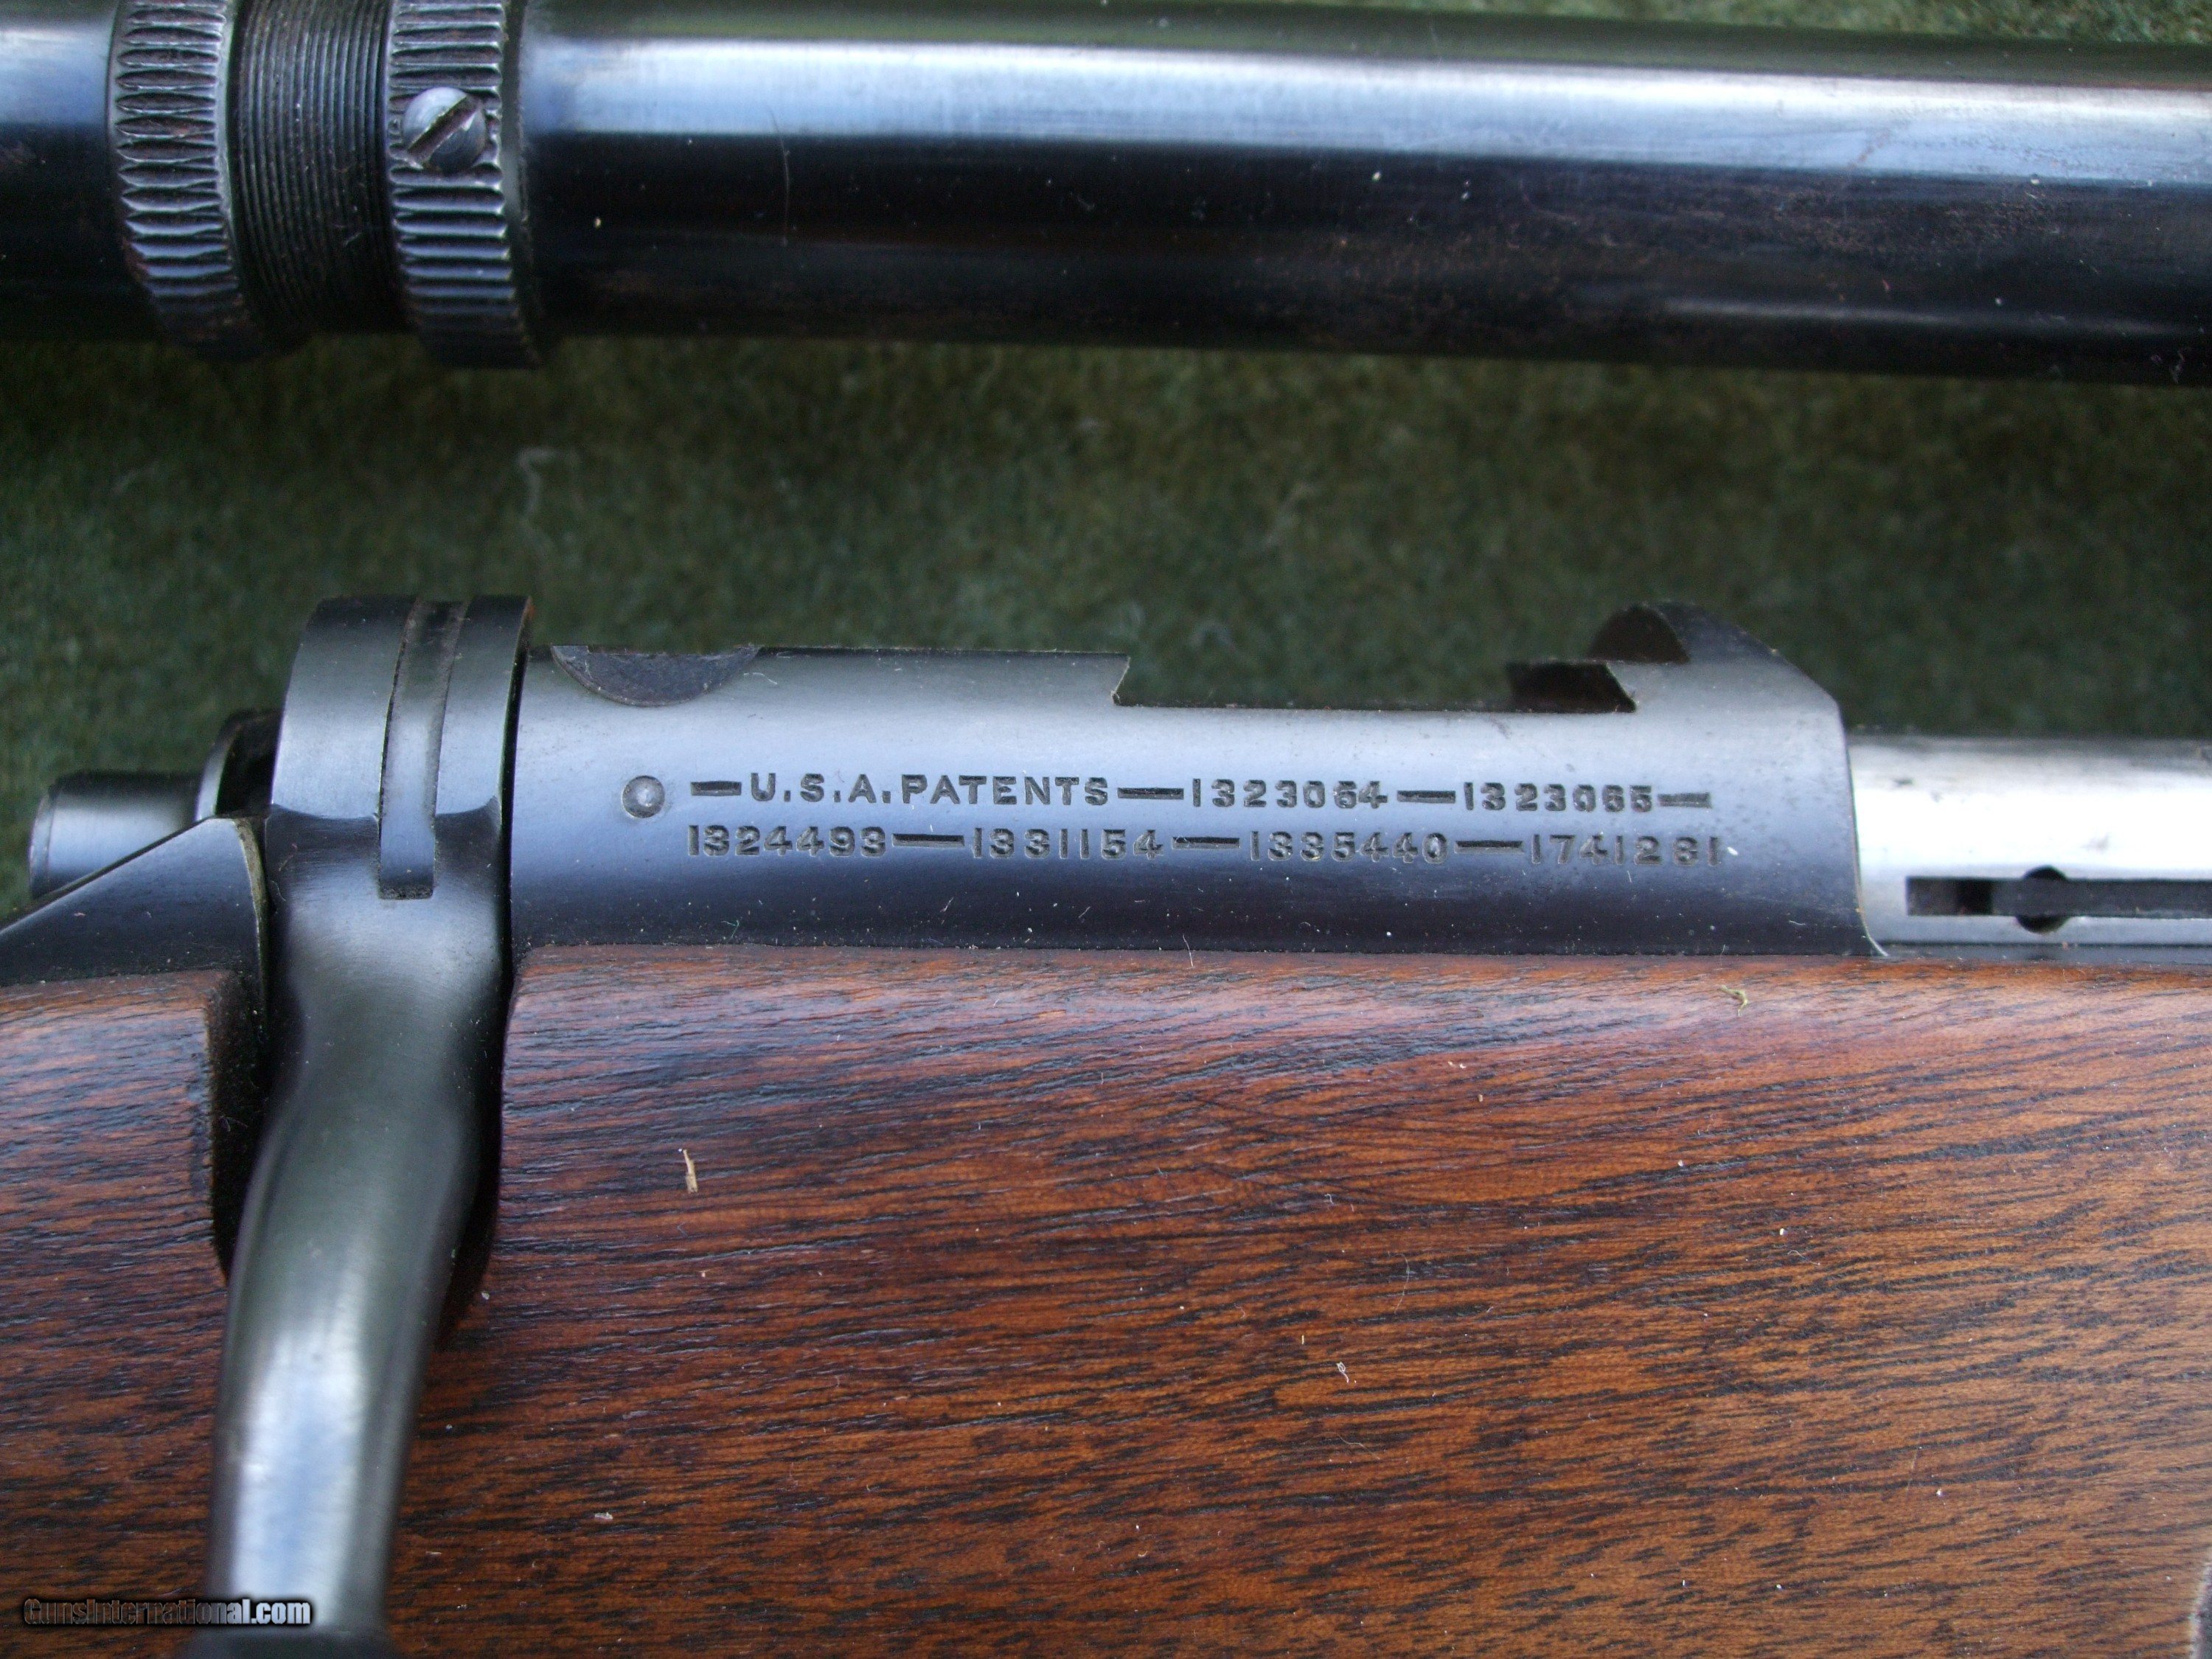 —U.S.A.PATENTS—1323064—1323065—
1324493—1331154—1335440—1741281
GunsInternational.com